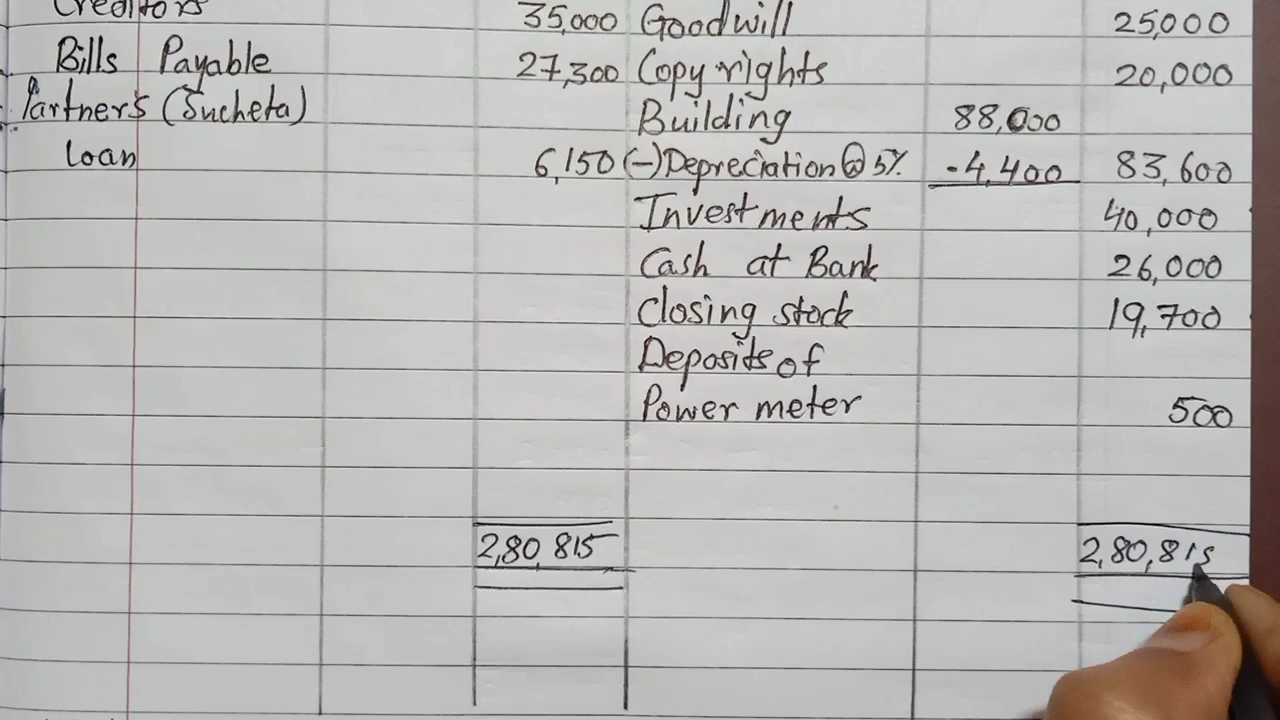 Creditors 35,000 Goodwill 25,000
Bills Payable 27,300 Copy rights 20,000
Partner's (Sucheta) Building 88,000
loan 6,150 (-) Depreciation @ 5% -4,400 83,600
Investments 40,000
Cash at Bank 26,000
Closing stock 19,700
Deposits of
Power meter 500
2,80,815 2,80,815